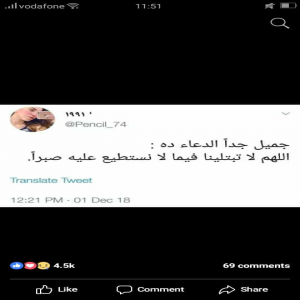 vodafone
11:51
١٩٩١
@Pencil_74
جميل جداً الدعاء ده :
اللهم لا تبتلينا فيما لا نستطيع عليه صبراً.
Translate Tweet
12:21 PM - 01 Dec 18
4.5k
69 comments
Like
Comment
Share